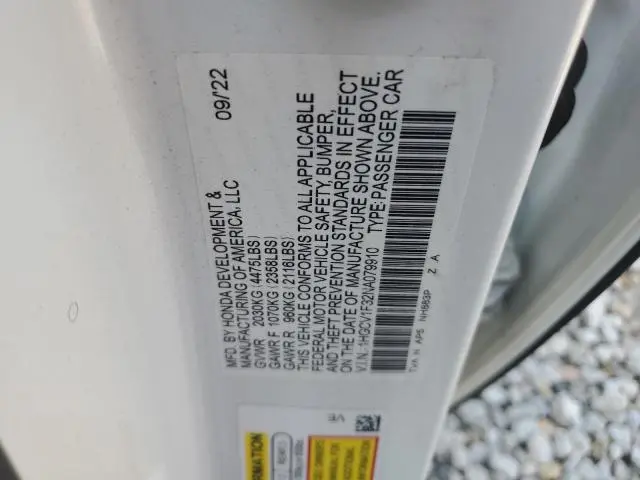 MFD. BY HONDA DEVELOPMENT & 09/'22
MANUFACTURING OF AMERICA, LLC
GVWR 2030KG(4475LBS)
GAWR F 1070KG(2358LBS)
GAWR R 960KG(2116LBS)
THIS VEHICLE CONFORMS TO ALL APPLICABLE
FEDERAL MOTOR VEHICLE SAFETY, BUMPER,
AND THEFT PREVENTION STANDARDS IN EFFECT
ON THE DATE OF MANUFACTURE SHOWN ABOVE.
V.I.N.:1HGCV1F32NA079910 TYPE:PASSENGER CAR
TVA N AP5 NH883P Z A